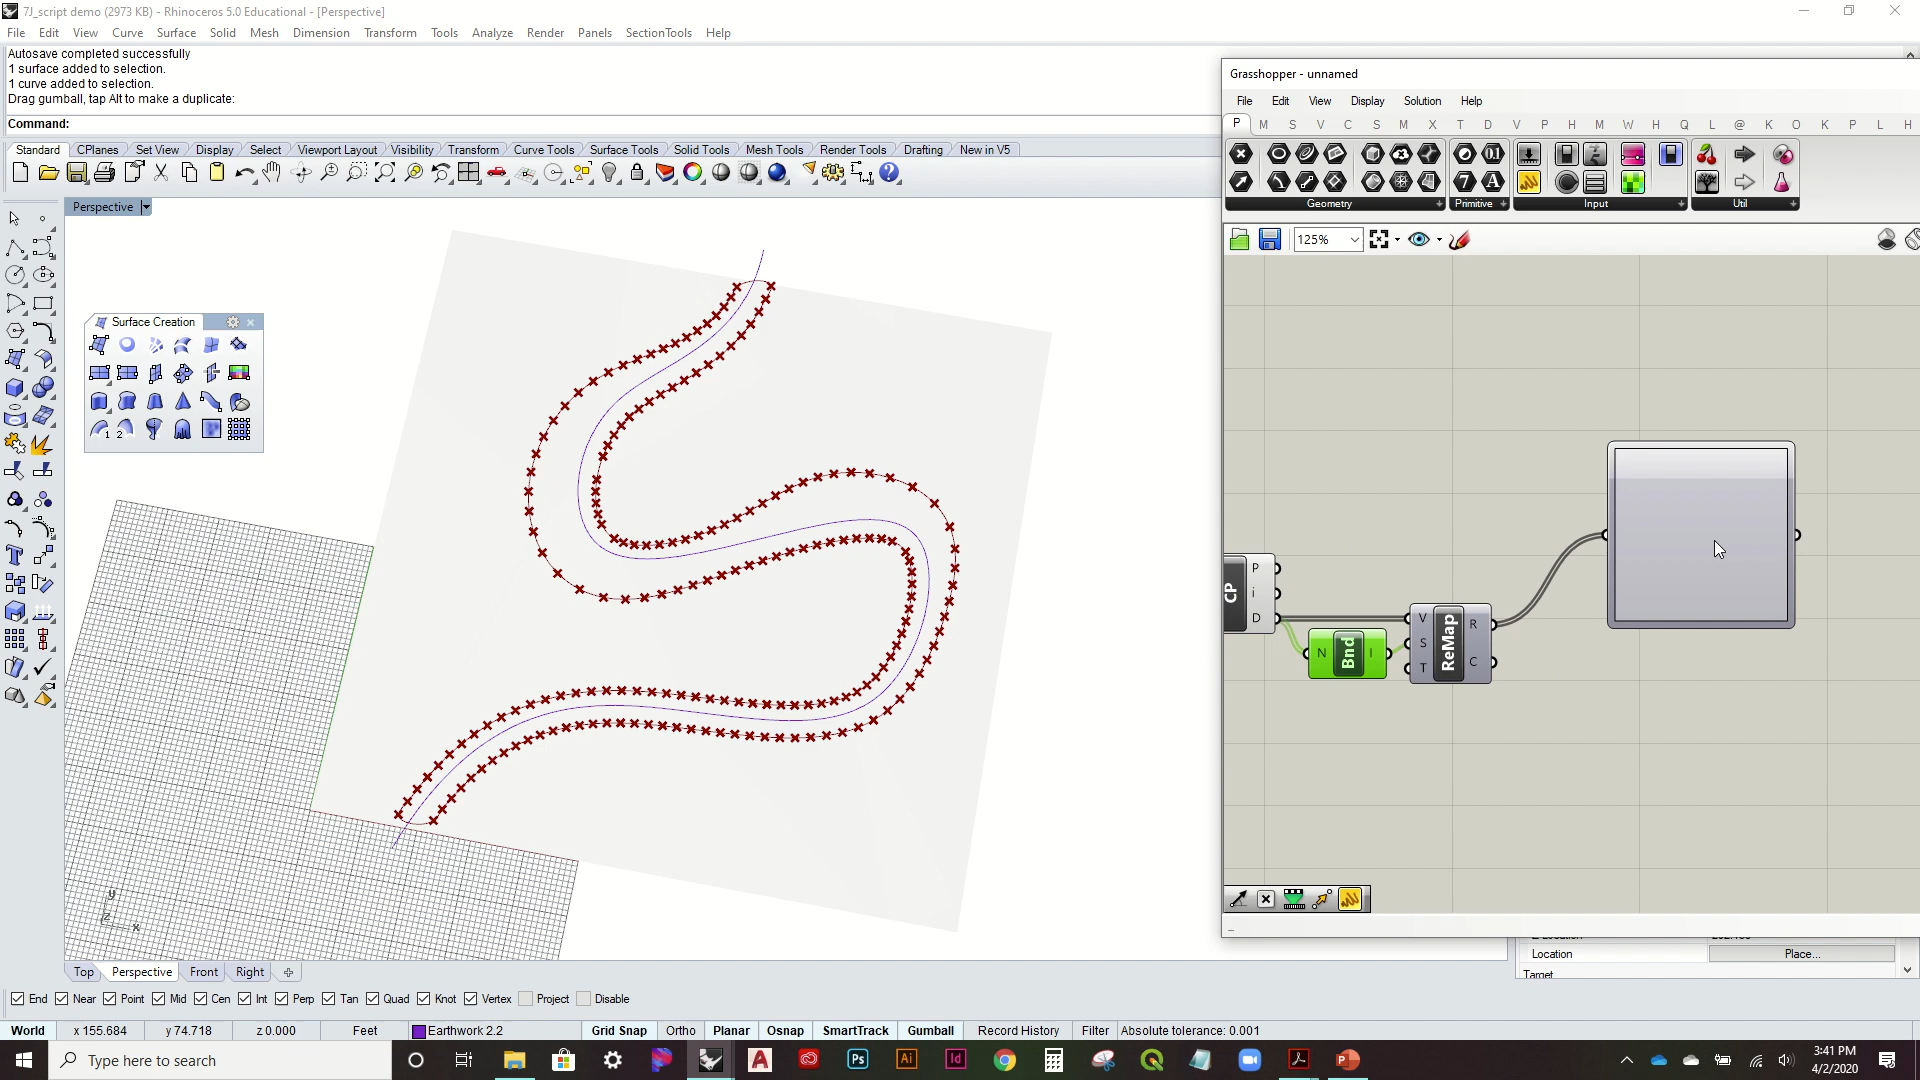 7J_script demo (2973 KB) - Rhinoceros 5.0 Educational - [Perspective]
File Edit View Curve Surface Solid Mesh Dimension Transform Tools Analyze Render Panels SectionTools Help
Autosave completed successfully
1 surface added to selection.
1 curve added to selection.
Drag gumball, tap Alt to make a duplicate:
Command:
Standard CPlanes Set View Display Select Viewport Layout Visibility Transform Curve Tools Surface Tools Solid Tools Mesh Tools Render Tools Drafting New in V5
Perspective
Surface Creation
1 2
y
z
x
Grasshopper - unnamed
File Edit View Display Solution Help
P M S V C S M X T D V P H M W H Q L @ K O K P L H
Geometry Primitive Input Util
125%
CP P i D
N Bnd I
V S T ReMap R C
Location
Place...
Target
Top Perspective Front Right
End Near Point Mid Cen Int Perp Tan Quad Knot Vertex Project Disable
World x 155.684 y 74.718 z 0.000 Feet Earthwork 2.2 Grid Snap Ortho Planar Osnap SmartTrack Gumball Record History Filter Absolute tolerance: 0.001
Type here to search
3:41 PM
4/2/2020